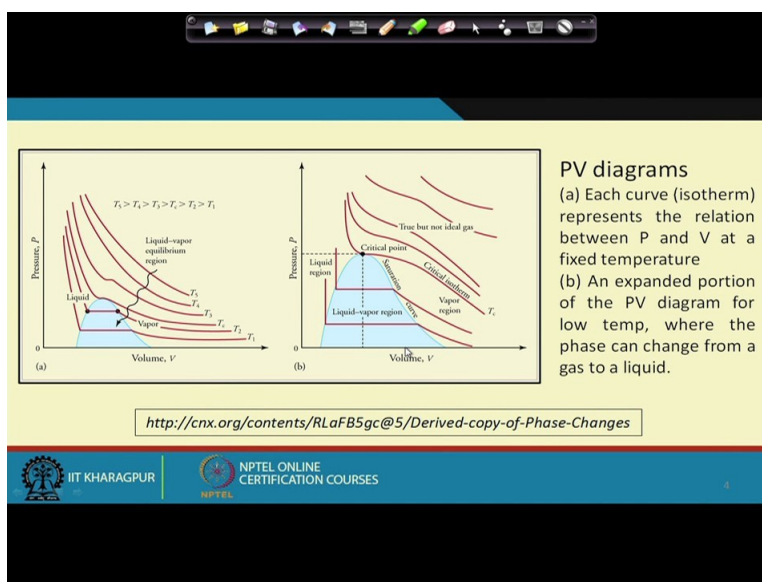 T5 > T4 > T3 > Tc > T2 > T1
Liquid–vapor
equilibrium
region
Pressure, P
Liquid
Vapor
T5
T4
T3
Tc
T2
T1
0
Volume, V
(a)
True but not ideal gas
Critical point
Liquid
region
Saturation
curve
Critical isotherm
Vapor
region
Tc
Liquid–vapor region
Pressure, P
0
Volume, V
(b)
PV diagrams
(a) Each curve (isotherm)
represents the relation
between P and V at a
fixed temperature
(b) An expanded portion
of the PV diagram for
low temp, where the
phase can change from a
gas to a liquid.
http://cnx.org/contents/RLaFB5gc@5/Derived-copy-of-Phase-Changes
IIT KHARAGPUR
NPTEL
NPTEL ONLINE
CERTIFICATION COURSES
4